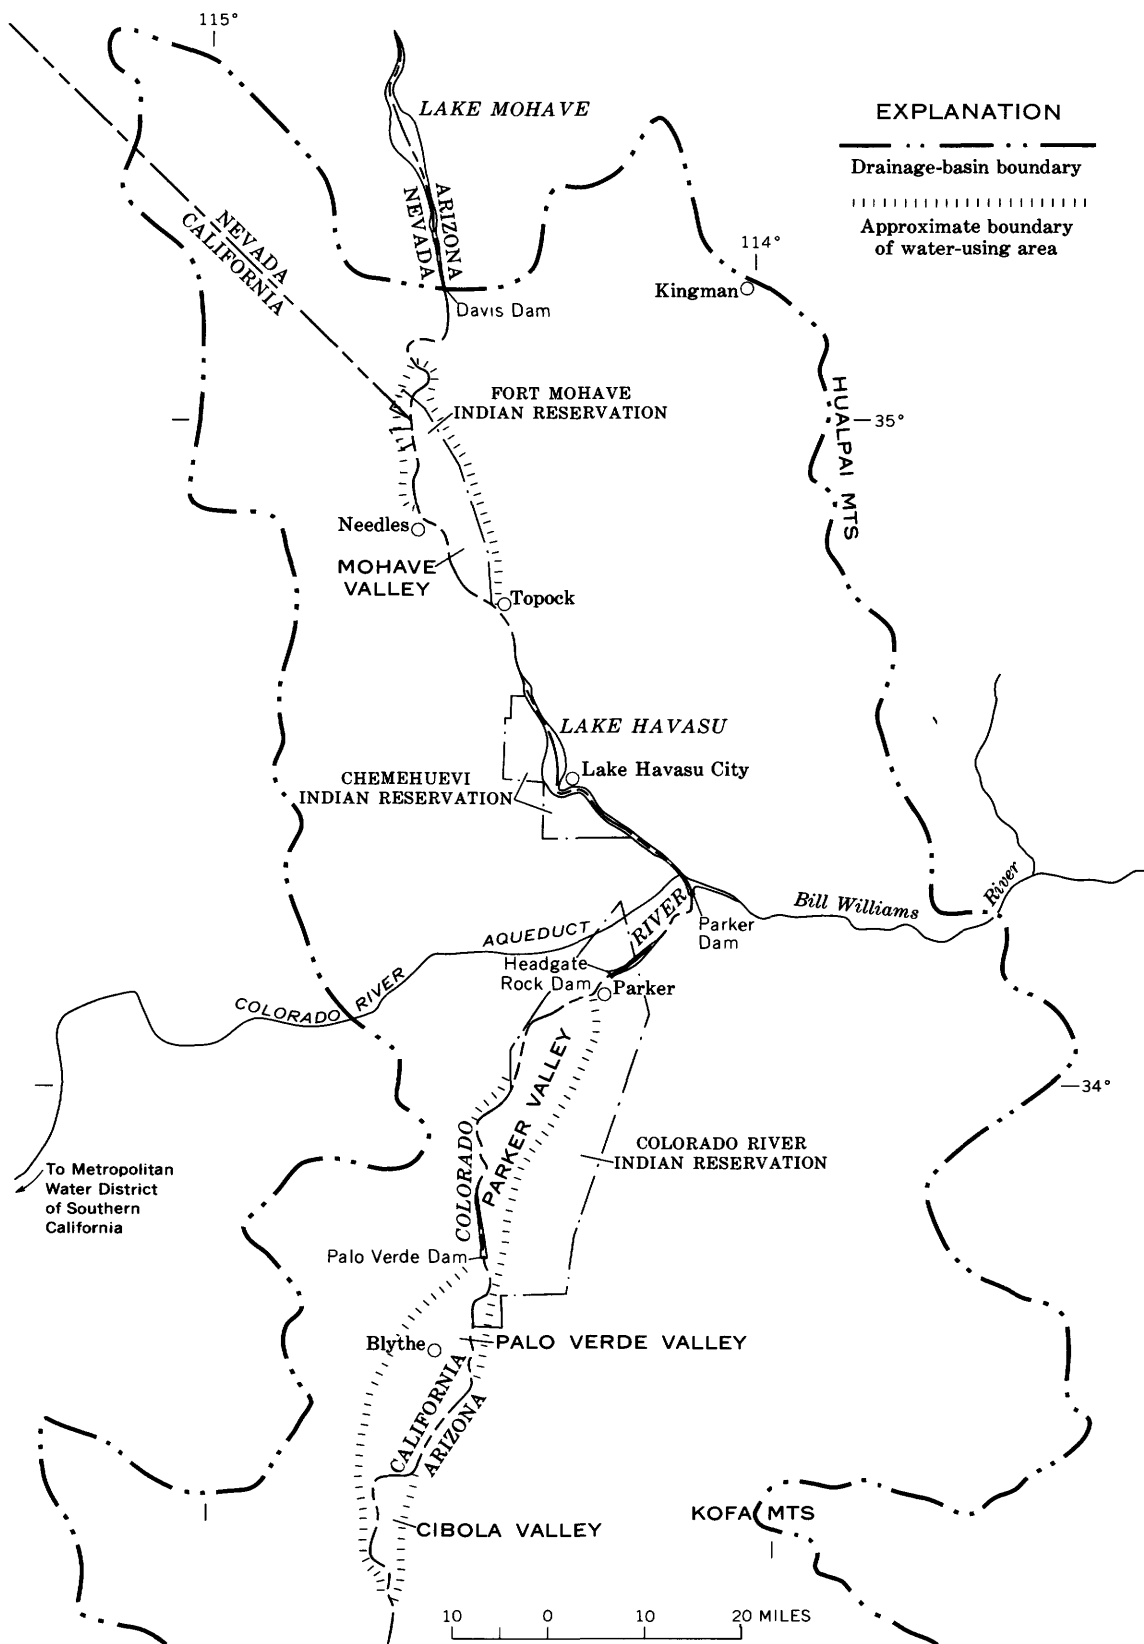 115°
LAKE MOHAVE
EXPLANATION
Drainage-basin boundary
Approximate boundary
of water-using area
ARIZONA
NEVADA
NEVADA
CALIFORNIA
114°
Kingman
Davis Dam
FORT MOHAVE
INDIAN RESERVATION
HUALPAI MTS
35°
Needles
MOHAVE
VALLEY
Topock
LAKE HAVASU
Lake Havasu City
CHEMEHUEVI
INDIAN RESERVATION
Bill Williams
River
RIVER
Parker
Dam
AQUEDUCT
Headgate
Rock Dam
Parker
COLORADO
RIVER
PARKER VALLEY
34°
COLORADO
COLORADO RIVER
INDIAN RESERVATION
To Metropolitan
Water District
of Southern
California
Palo Verde Dam
Blythe
PALO VERDE VALLEY
CALIFORNIA
ARIZONA
KOFA MTS
CIBOLA VALLEY
10 0 10 20 MILES